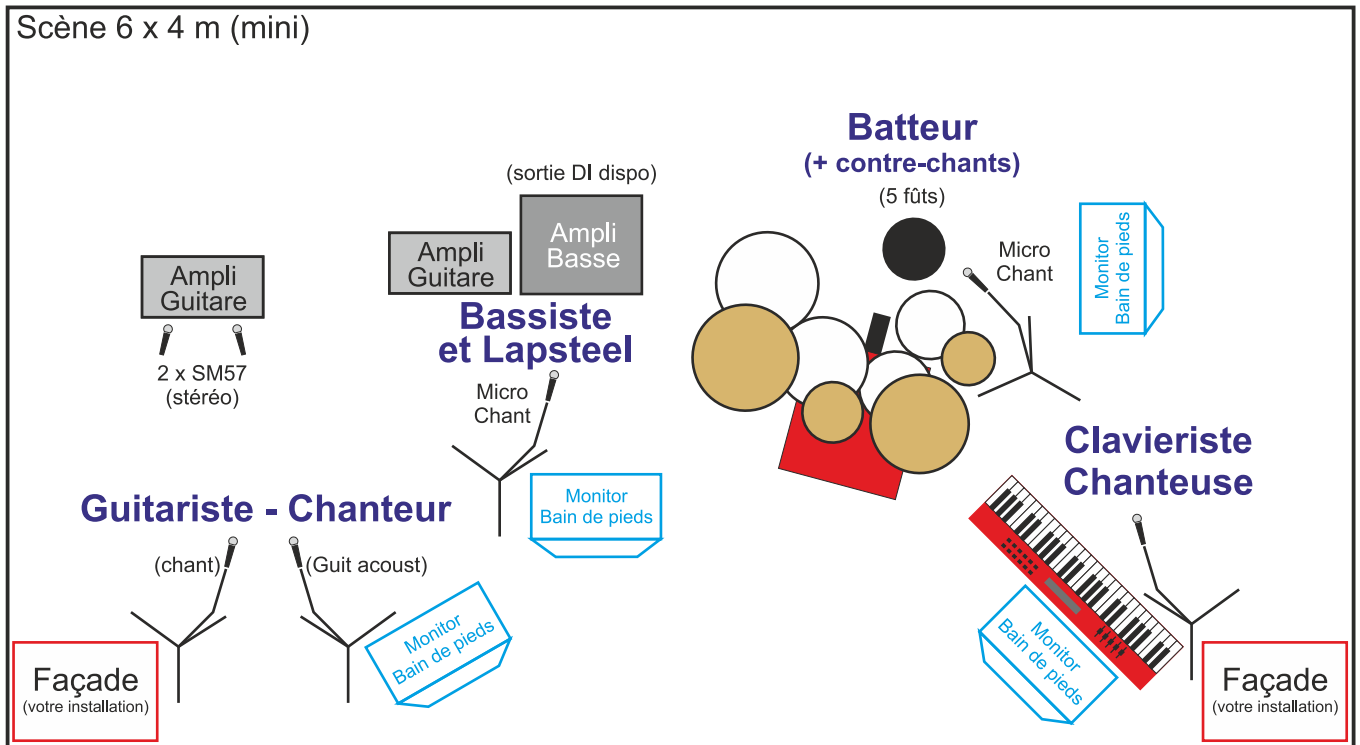 Scène 6 x 4 m (mini)
Batteur
(+ contre-chants)
(5 fûts)
(sortie DI dispo)
Ampli
Basse
Ampli
Guitare
Ampli
Guitare
2 x SM57
(stéréo)
Bassiste
et Lapsteel
Micro
Chant
Micro
Chant
Monitor
Bain de pieds
Clavieriste
Chanteuse
Guitariste - Chanteur
(chant)
(Guit acoust)
Monitor
Bain de pieds
Monitor
Bain de pieds
Monitor
Bain de pieds
Façade
(votre installation)
Façade
(votre installation)